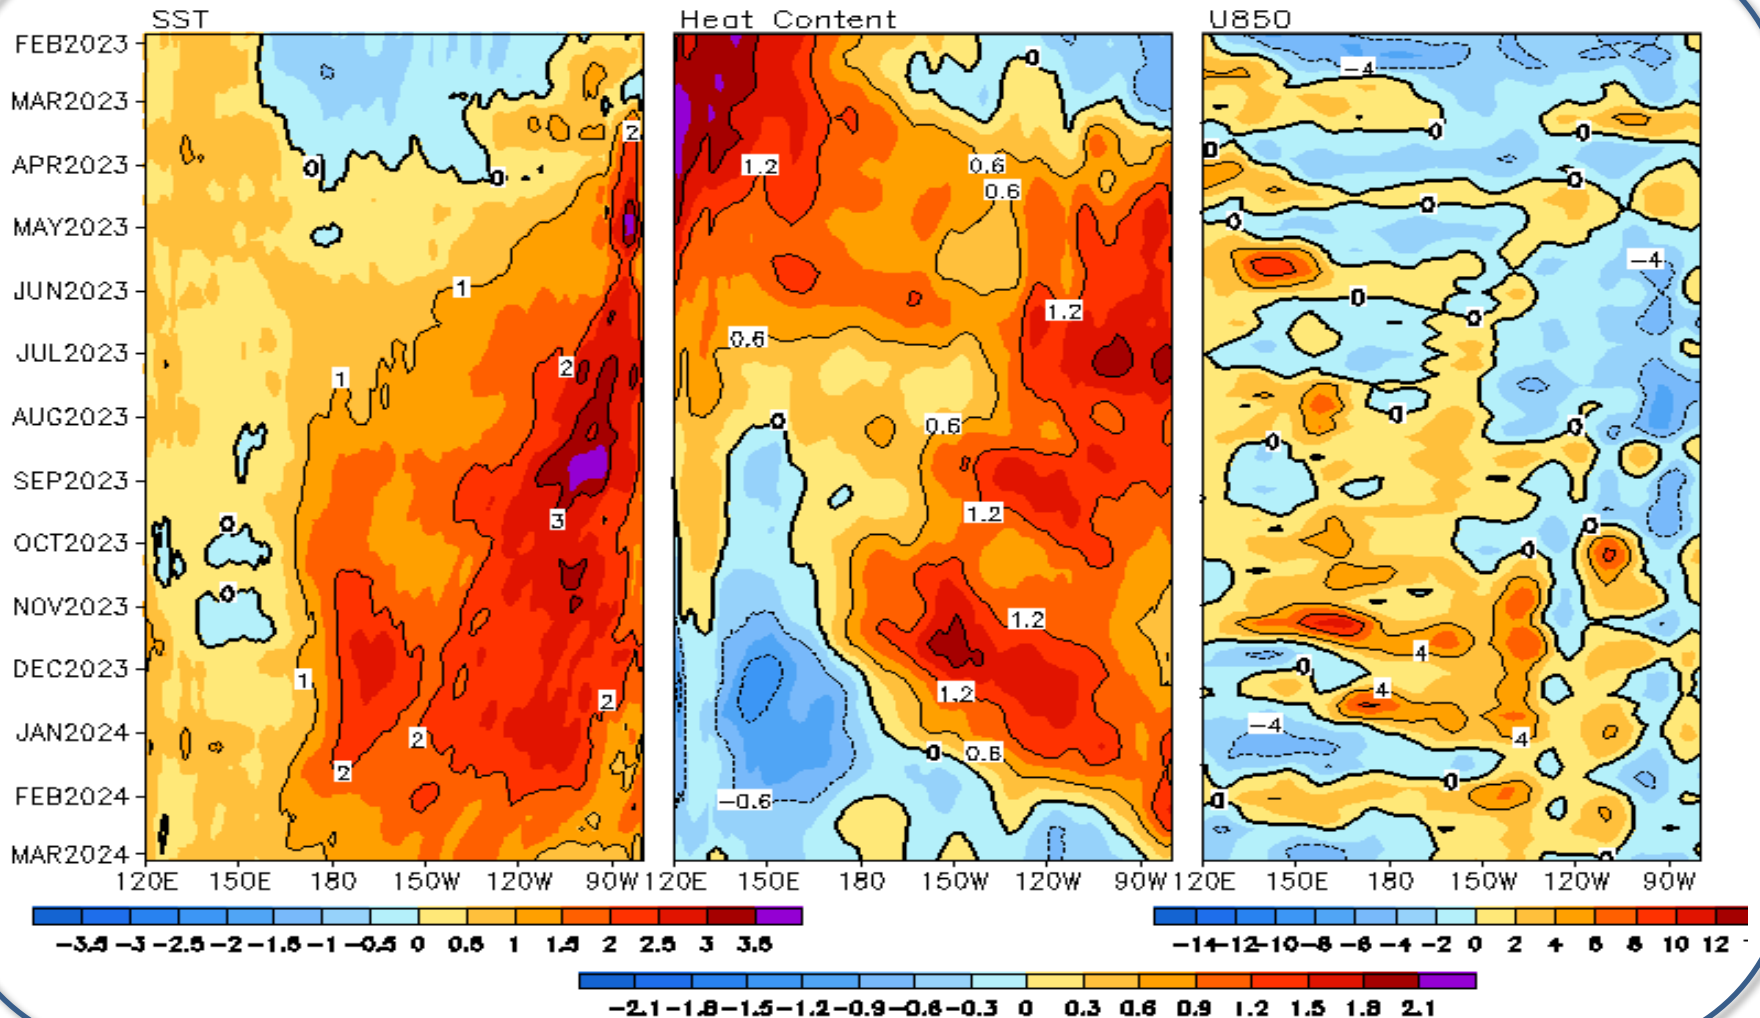 SST Heat Content U850
FEB2023
MAR2023
APR2023
MAY2023
JUN2023
JUL2023
AUG2023
SEP2023
OCT2023
NOV2023
DEC2023
JAN2024
FEB2024
MAR2024
0 0 2 1 1 2 3 0 0 1 2 2 2
0 1.2 0.6 0.6 1.2 0.6 0 0.6 1.2 1.2 1.2 0 0.6 -0.6
-4 0 0 0 0 0 0 -4 0 0 0 0 0 0 0 4 0 4 -4 4 0 0 0
120E 150E 180 150W 120W 90W 120E 150E 180 150W 120W 90W 120E 150E 180 150W 120W 90W
-3.5 -3 -2.5 -2 -1.5 -1 -0.5 0 0.5 1 1.5 2 2.5 3 3.5
-14 -12 -10 -8 -6 -4 -2 0 2 4 6 8 10 12
-2.1 -1.8 -1.5 -1.2 -0.9 -0.6 -0.3 0 0.3 0.6 0.9 1.2 1.5 1.8 2.1